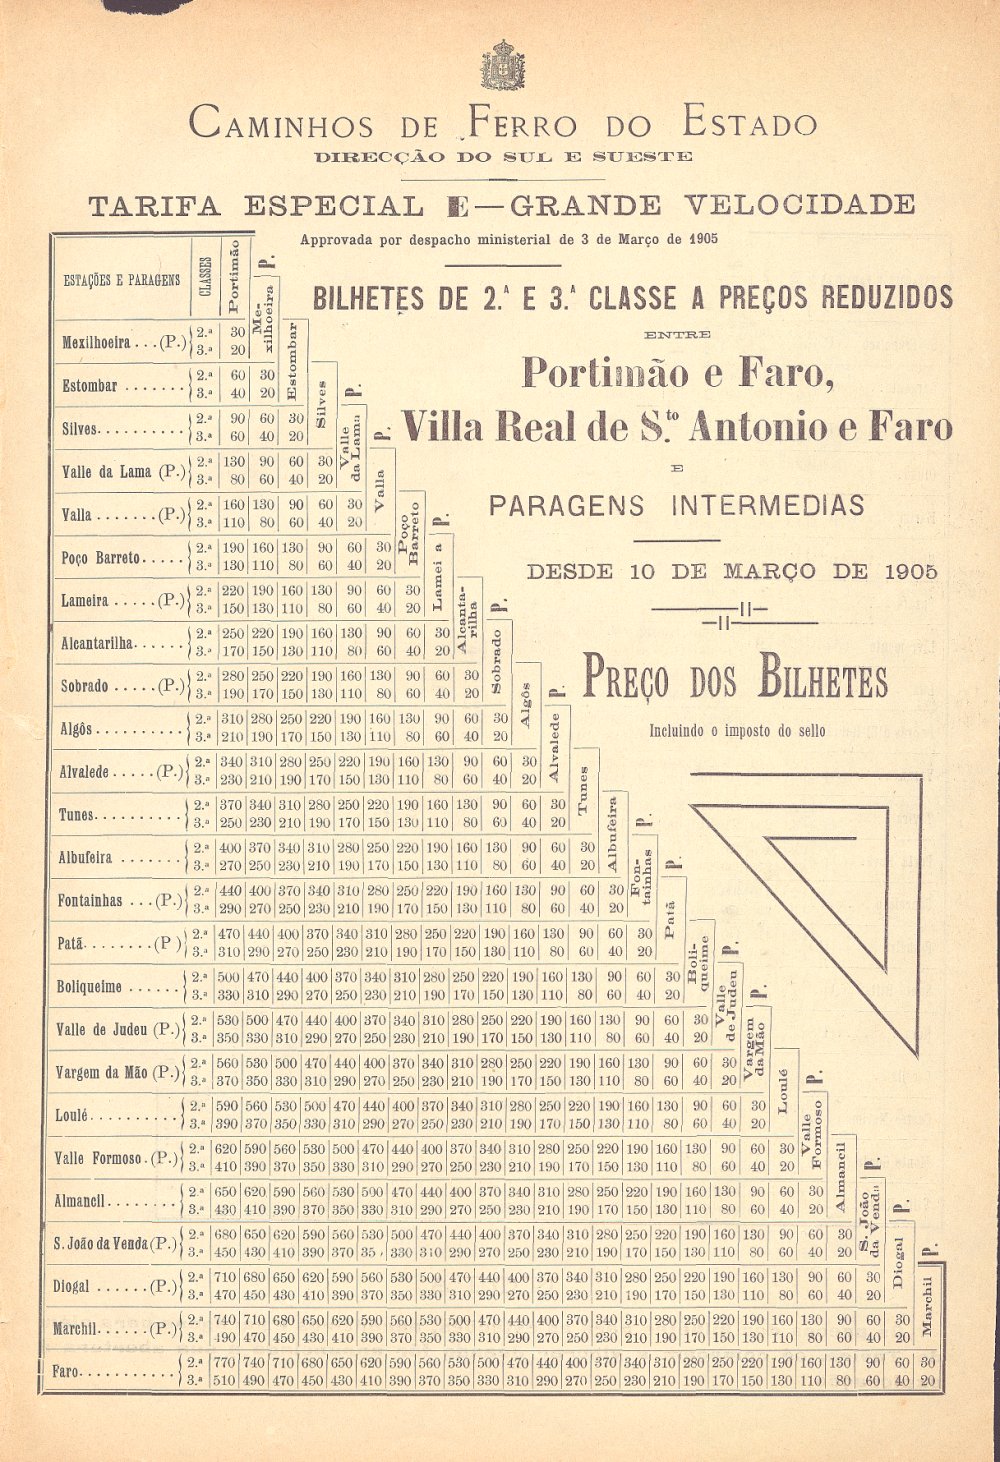 CAMINHOS DE FERRO DO ESTADO
DIRECÇÃO DO SUL E SUESTE
TARIFA ESPECIAL E—GRANDE VELOCIDADE
Approvada por despacho ministerial de 3 de Março de 1905
BILHETES DE 2.ª E 3.ª CLASSE A PREÇOS REDUZIDOS
ENTRE
Portimão e Faro,
Villa Real de S.to Antonio e Faro
E
PARAGENS INTERMEDIAS
DESDE 10 DE MARÇO DE 1905
PREÇO DOS BILHETES
Incluindo o imposto do sello
ESTAÇÕES E PARAGENS CLASSES Portimão
Mexilhoeira P.
Mexilhoeira ...(P.) 2.ª 30
3.ª 20
Estombar
Estombar ....... 2.ª 60 30
3.ª 40 20
Silves
Silves.......... 2.ª 90 60 30
3.ª 60 40 20
Valle da Lama P.
Valle da Lama (P.) 2.ª 130 90 60 30
3.ª 80 60 40 20
Valla P.
Valla .......(P.) 2.ª 160 130 90 60 30
3.ª 110 80 60 40 20
Poço Barreto
Poço Barreto..... 2.ª 190 160 130 90 60 30
3.ª 130 110 80 60 40 20
Lamei a P.
Lameira .....(P.) 2.ª 220 190 160 130 90 60 30
3.ª 150 130 110 80 60 40 20
Alcantarilha
Alcantarilha...... 2.ª 250 220 190 160 130 90 60 30
3.ª 170 150 130 110 80 60 40 20
Sobrado P.
Sobrado .....(P.) 2.ª 280 250 220 190 160 130 90 60 30
3.ª 190 170 150 130 110 80 60 40 20
Algôs
Algôs.......... 2.ª 310 280 250 220 190 160 130 90 60 30
3.ª 210 190 170 150 130 110 80 60 40 20
Alvalede P.
Alvalede .....(P.) 2.ª 340 310 280 250 220 190 160 130 90 60 30
3.ª 230 210 190 170 150 130 110 80 60 40 20
Tunes
Tunes.......... 2.ª 370 340 310 280 250 220 190 160 130 90 60 30
3.ª 250 230 210 190 170 150 130 110 80 60 40 20
Albufeira
Albufeira ....... 2.ª 400 370 340 310 280 250 220 190 160 130 90 60 30
3.ª 270 250 230 210 190 170 150 130 110 80 60 40 20
Fontainhas P.
Fontainhas ...(P.) 2.ª 440 400 370 340 310 280 250 220 190 160 130 90 60 30
3.ª 290 270 250 230 210 190 170 150 130 110 80 60 40 20
Patã P.
Patã........(P ) 2.ª 470 440 400 370 340 310 280 250 220 190 160 130 90 60 30
3.ª 310 290 270 250 230 210 190 170 150 130 110 80 60 40 20
Boliqueime
Boliqueime ...... 2.ª 500 470 440 400 370 340 310 280 250 220 190 160 130 90 60 30
3.ª 330 310 290 270 250 230 210 190 170 150 130 110 80 60 40 20
Valle de Judeu P.
Valle de Judeu (P.) 2.ª 530 500 470 440 400 370 340 310 280 250 220 190 160 130 90 60 30
3.ª 350 330 310 290 270 250 230 210 190 170 150 130 110 80 60 40 20
Vargem da Mão P.
Vargem da Mão (P.) 2.ª 560 530 500 470 440 400 370 340 310 280 250 220 190 160 130 90 60 30
3.ª 370 350 330 310 290 270 250 230 210 190 170 150 130 110 80 60 40 20
Loulé
Loulé.......... 2.ª 590 560 530 500 470 440 400 370 340 310 280 250 220 190 160 130 90 60 30
3.ª 390 370 350 330 310 290 270 250 230 210 190 170 150 130 110 80 60 40 20
Valle Formoso P.
Valle Formoso.(P.) 2.ª 620 590 560 530 500 470 440 400 370 340 310 280 250 220 190 160 130 90 60 30
3.ª 410 390 370 350 330 310 290 270 250 230 210 190 170 150 130 110 80 60 40 20
Almancil
Almancil........ 2.ª 650 620 590 560 530 500 470 440 400 370 340 310 280 250 220 190 160 130 90 60 30
3.ª 430 410 390 370 350 330 310 290 270 250 230 210 190 170 150 130 110 80 60 40 20
S. João da Venda P.
S. João da Venda(P.) 2.ª 680 650 620 590 560 530 500 470 440 400 370 340 310 280 250 220 190 160 130 90 60 30
3.ª 450 430 410 390 370 35 330 310 290 270 250 230 210 190 170 150 130 110 80 60 40 20
Diogal P.
Diogal ......(P.) 2.ª 710 680 650 620 590 560 530 500 470 440 400 370 340 310 280 250 220 190 160 130 90 60 30
3.ª 470 450 430 410 390 370 350 330 310 290 270 250 230 210 190 170 150 130 110 80 60 40 20
Marchil P.
Marchil......(P.) 2.ª 740 710 680 650 620 590 560 530 500 470 440 400 370 340 310 280 250 220 190 160 130 90 60 30
3.ª 490 470 450 430 410 390 370 350 330 310 290 270 250 230 210 190 170 150 130 110 80 60 40 20
Faro........... 2.ª 770 740 710 680 650 620 590 560 530 500 470 440 400 370 340 310 280 250 220 190 160 130 90 60 30
3.ª 510 490 470 450 430 410 390 370 350 330 310 290 270 250 230 210 190 170 150 130 110 80 60 40 20